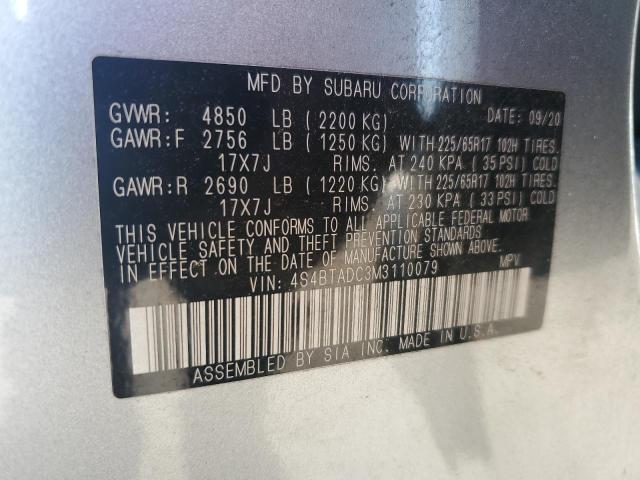 MFD BY SUBARU CORPORATION
GVWR: 4850 LB (2200 KG) DATE: 09/20
GAWR:F 2756 LB (1250 KG) WITH 225/65R17 102H TIRES.
17X7J RIMS. AT 240 KPA (35 PSI) COLD
GAWR:R 2690 LB (1220 KG) WITH 225/65R17 102H TIRES.
17X7J RIMS. AT 230 KPA (33 PSI) COLD
THIS VEHICLE CONFORMS TO ALL APPLICABLE FEDERAL MOTOR
VEHICLE SAFETY AND THEFT PREVENTION STANDARDS
IN EFFECT ON THE DATE OF MANUFACTURE SHOWN ABOVE.
VIN: 4S4BTADC3M3110079 MPV
ASSEMBLED BY SIA INC. MADE IN U.S.A.